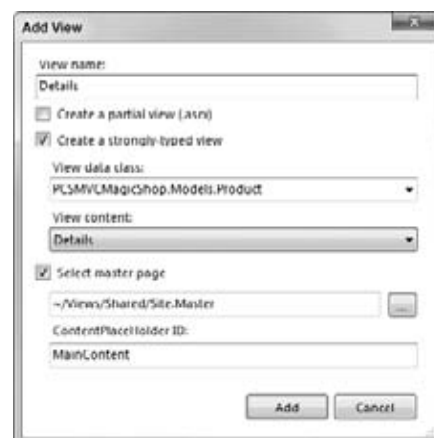 Add View
View name:
Details
Create a partial view (.ascx)
Create a strongly-typed view
View data class:
PCSMVCMagicShop.Models.Product
View content:
Details
Select master page
~/Views/Shared/Site.Master
...
ContentPlaceHolder ID:
MainContent
Add
Cancel